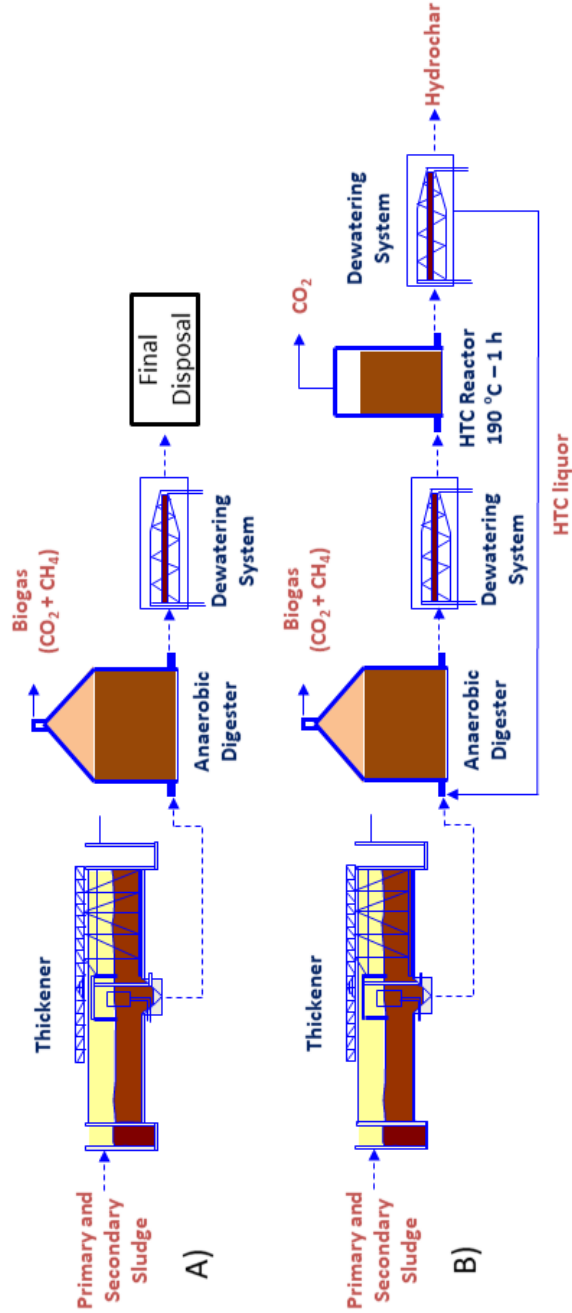 Primary and
Secondary
Sludge
Thickener
Biogas
(CO₂ + CH₄)
Anaerobic
Digester
Dewatering
System
Final
Disposal
A)
Primary and
Secondary
Sludge
Thickener
Biogas
(CO₂ + CH₄)
Anaerobic
Digester
Dewatering
System
CO₂
HTC Reactor
190 °C – 1 h
Dewatering
System
Hydrochar
HTC liquor
B)